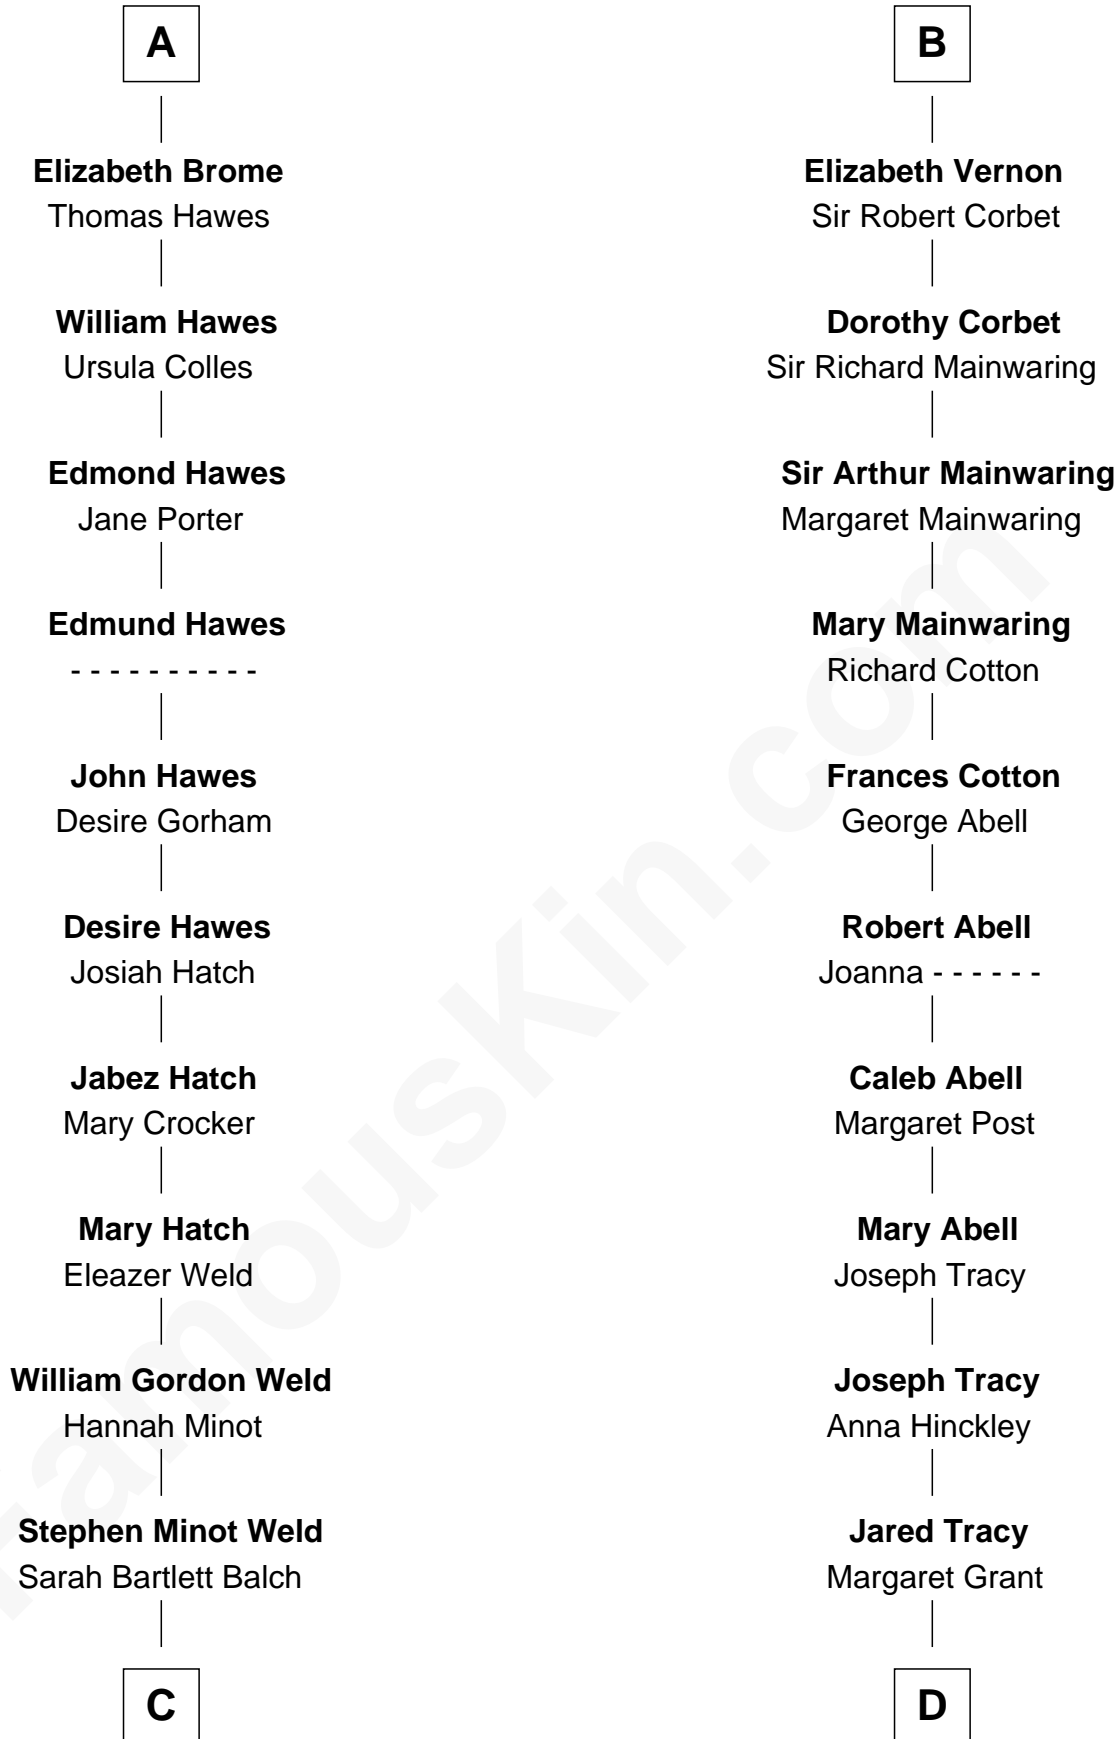 A
Elizabeth Brome
Thomas Hawes
William Hawes
Ursula Colles
Edmond Hawes
Jane Porter
Edmund Hawes
- - - - - - - - - -
John Hawes
Desire Gorham
Desire Hawes
Josiah Hatch
Jabez Hatch
Mary Crocker
Mary Hatch
Eleazer Weld
William Gordon Weld
Hannah Minot
Stephen Minot Weld
Sarah Bartlett Balch
C
B
Elizabeth Vernon
Sir Robert Corbet
Dorothy Corbet
Sir Richard Mainwaring
Sir Arthur Mainwaring
Margaret Mainwaring
Mary Mainwaring
Richard Cotton
Frances Cotton
George Abell
Robert Abell
Joanna - - - - - -
Caleb Abell
Margaret Post
Mary Abell
Joseph Tracy
Joseph Tracy
Anna Hinckley
Jared Tracy
Margaret Grant
D
FamousKin.com